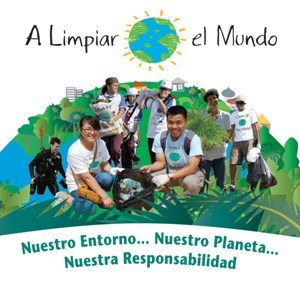 A Limpiar el Mundo
Nuestro Entorno... Nuestro Planeta...
Nuestra Responsabilidad